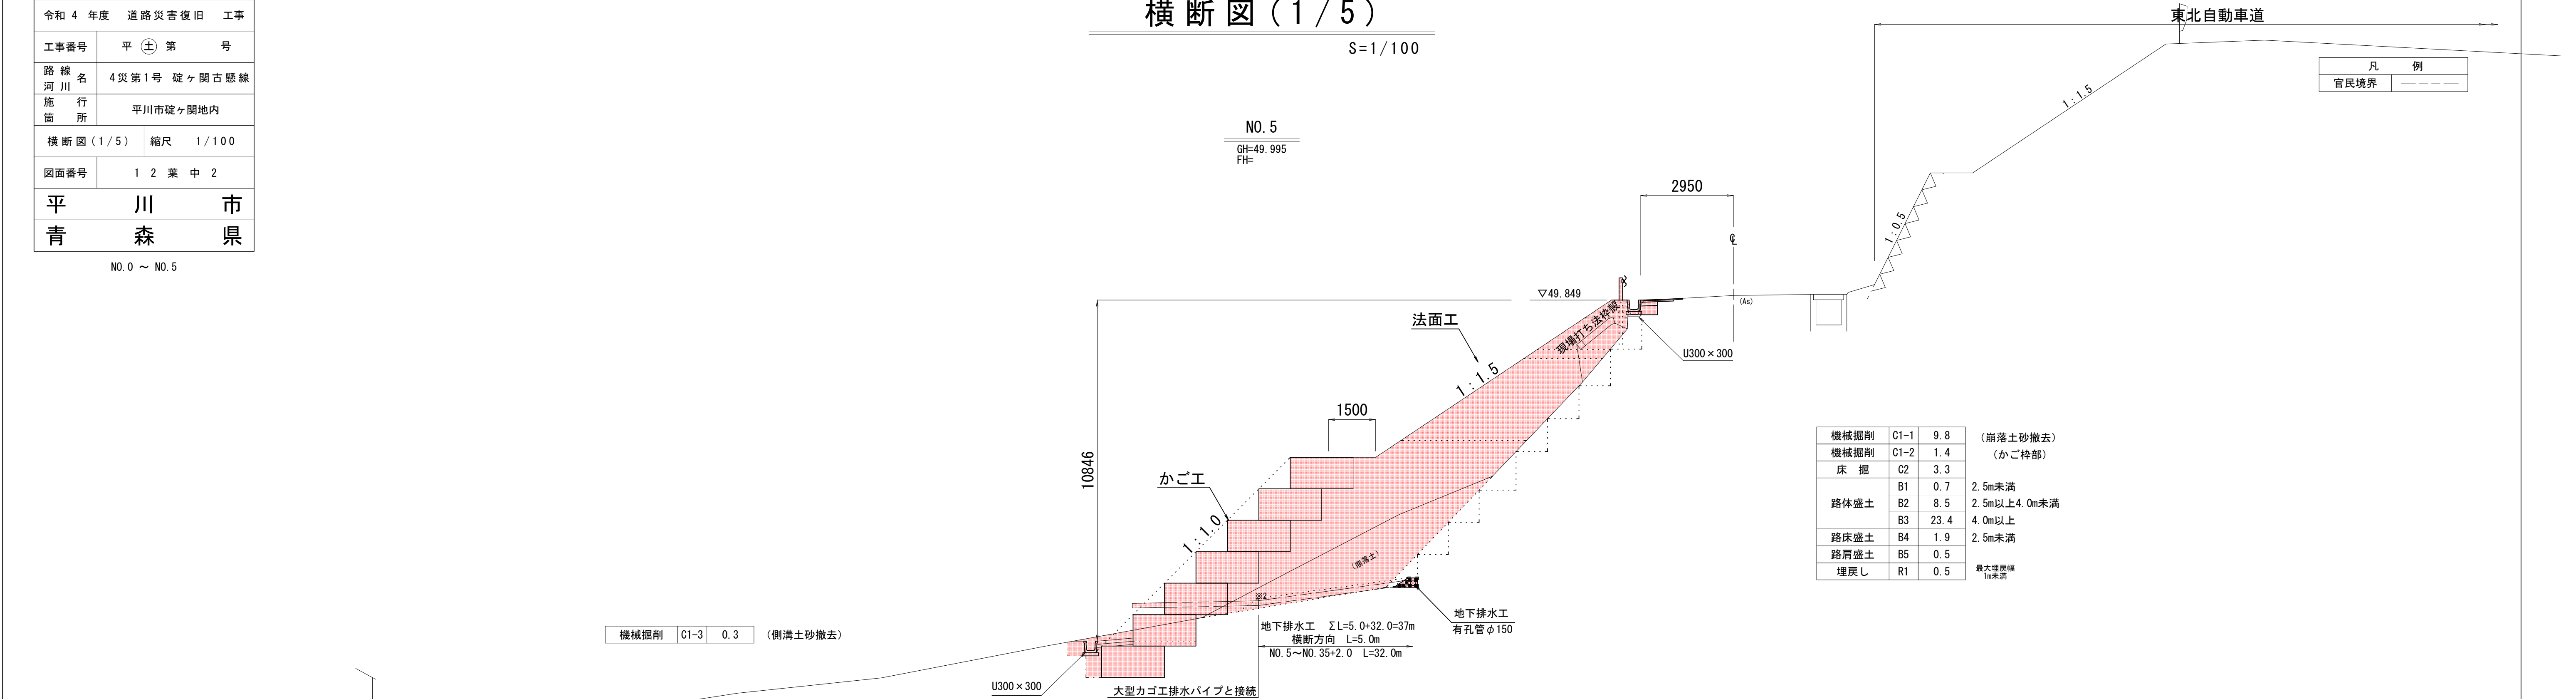 令和 4 年度 道路災害復旧 工事
工事番号 平 土 第 号
路線 河川 名 4災第1号 碇ヶ関古懸線
施行 箇所 平川市碇ヶ関地内
横断図(1/5) 縮尺 1/100
図面番号 1 2 葉 中 2
平 川 市
青 森 県
NO.0 ～ NO.5
横断図(1/5)
S=1/100
NO.5
GH=49.995
FH=
東北自動車道
凡 例
官民境界
1:1.5
1:0.5
2950
℄
(As)
▽49.849
法面工
現場打ち法枠設
1:1.5
U300×300
1500
10846
かご工
1:1.0
(崩落土)
※2
地下排水工
有孔管φ150
地下排水工 ΣL=5.0+32.0=37m
横断方向 L=5.0m
NO.5～NO.35+2.0 L=32.0m
U300×300
大型カゴ工排水パイプと接続
機械掘削 C1-3 0.3 (側溝土砂撤去)
機械掘削 C1-1 9.8 (崩落土砂撤去)
機械掘削 C1-2 1.4 (かご枠部)
床 掘 C2 3.3
路体盛土 B1 0.7 2.5m未満
B2 8.5 2.5m以上4.0m未満
B3 23.4 4.0m以上
路床盛土 B4 1.9 2.5m未満
路肩盛土 B5 0.5
埋戻し R1 0.5 最大埋戻幅
1m未満